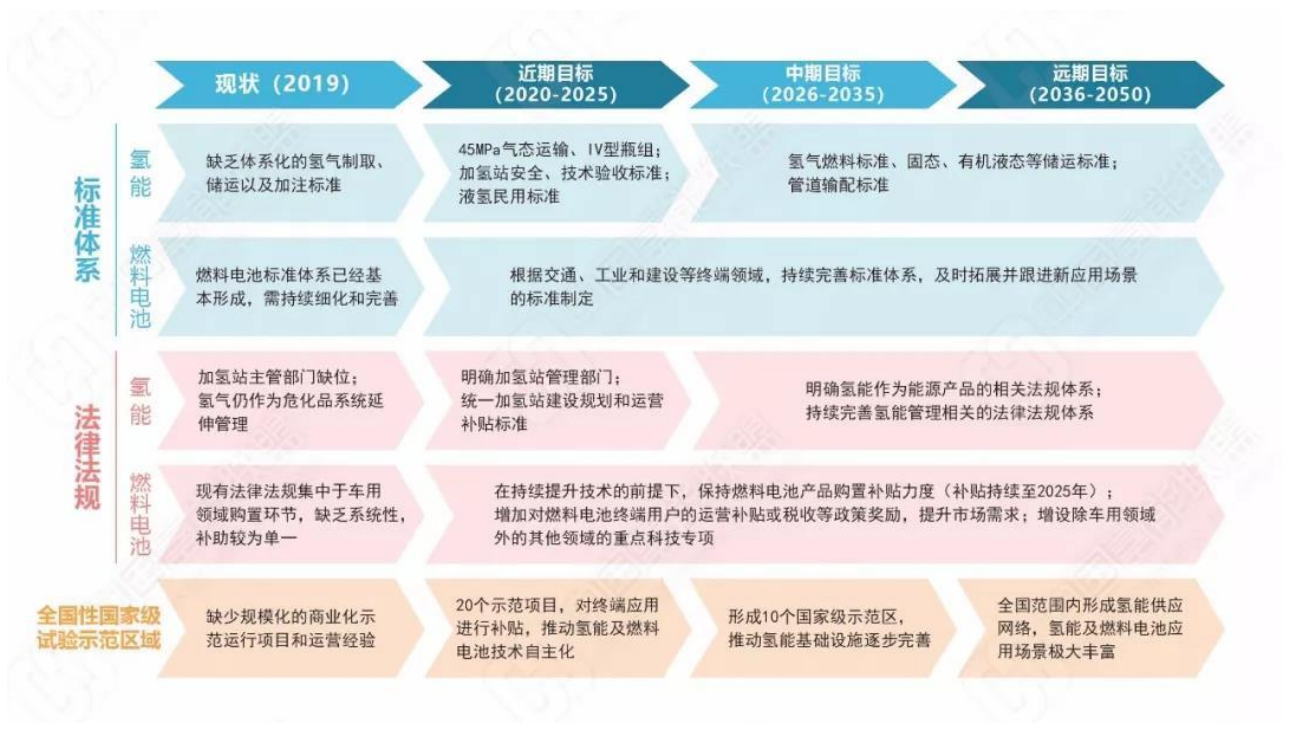 现状（2019）
近期目标
（2020-2025）
中期目标
（2026-2035）
远期目标
（2036-2050）
标准体系
氢能
缺乏体系化的氢气制取、
储运以及加注标准
45MPa气态运输、IV型瓶组；
加氢站安全、技术验收标准；
液氢民用标准
氢气燃料标准、固态、有机液态等储运标准；
管道输配标准
燃料电池
燃料电池标准体系已经基
本形成，需持续细化和完善
根据交通、工业和建设等终端领域，持续完善标准体系，及时拓展并跟进新应用场景
的标准制定
法律法规
氢能
加氢站主管部门缺位；
氢气仍作为危化品系统延
伸管理
明确加氢站管理部门；
统一加氢站建设规划和运营
补贴标准
明确氢能作为能源产品的相关法规体系；
持续完善氢能管理相关的法律法规体系
燃料电池
现有法律法规集中于车用
领域购置环节，缺乏系统性，
补助较为单一
在持续提升技术的前提下，保持燃料电池产品购置补贴力度（补贴持续至2025年）；
增加对燃料电池终端用户的运营补贴或税收等政策奖励，提升市场需求；增设除车用领域
外的其他领域的重点科技专项
全国性国家级
试验示范区域
缺少规模化的商业化示
范运行项目和运营经验
20个示范项目，对终端应用
进行补贴，推动氢能及燃料
电池技术自主化
形成10个国家级示范区，
推动氢能基础设施逐步完善
全国范围内形成氢能供应
网络，氢能及燃料电池应
用场景极大丰富